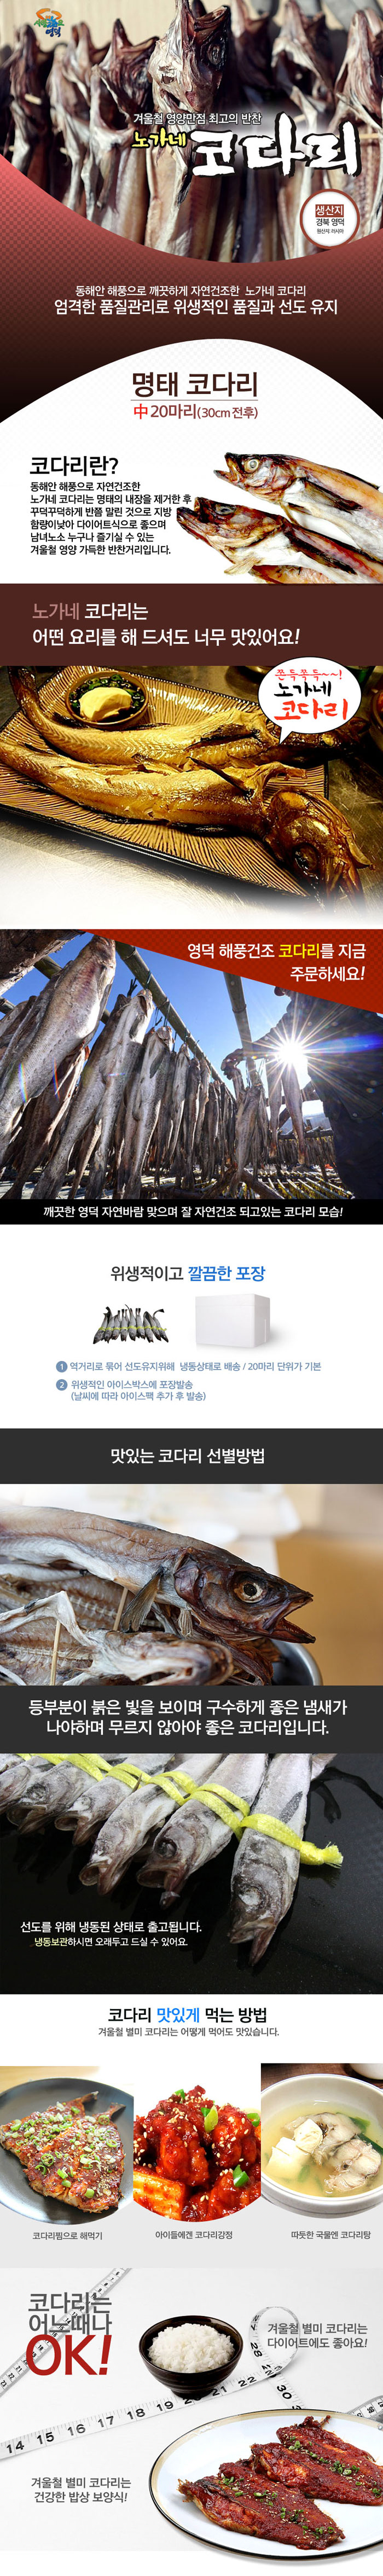 영덕
겨울철 영양만점 최고의 반찬
노가네 코다리
생산지
경북 영덕
원산지:러시아
동해안 해풍으로 깨끗하게 자연건조한 노가네 코다리
엄격한 품질관리로 위생적인 품질과 선도 유지
명태 코다리
中 20마리(30cm 전후)
코다리란?
동해안 해풍으로 자연건조한
노가네 코다리는 명태의 내장을 제거한 후
꾸덕꾸덕하게 반쯤 말린 것으로 지방
함량이낮아 다이어트식으로 좋으며
남녀노소 누구나 즐기실 수 있는
겨울철 영양 가득한 반찬거리입니다.
노가네 코다리는
어떤 요리를 해 드셔도 너무 맛있어요!
쫀득쪽득~~!
노가네
코다리
영덕 해풍건조 코다리를 지금
주문하세요!
깨끗한 영덕 자연바람 맞으며 잘 자연건조 되고있는 코다리 모습!
위생적이고 깔끔한 포장
1 역거리로 묶어 선도유지위해 냉동상태로 배송 / 20마리 단위가 기본
2 위생적인 아이스박스에 포장발송
(날씨에 따라 아이스팩 추가 후 발송)
맛있는 코다리 선별방법
등부분이 붉은 빛을 보이며 구수하게 좋은 냄새가
나야하며 무르지 않아야 좋은 코다리입니다.
선도를 위해 냉동된 상태로 출고됩니다.
냉동보관하시면 오래두고 드실 수 있어요.
코다리 맛있게 먹는 방법
겨울철 별미 코다리는 어떻게 먹어도 맛있습니다.
코다리찜으로 해먹기
아이들에겐 코다리강정
따듯한 국물엔 코다리탕
코다리는
어느때나
OK!
겨울철 별미 코다리는
다이어트에도 좋아요!
14 15 16 17 18 19 20 21 22
28
30
겨울철 별미 코다리는
건강한 밥상 보양식!